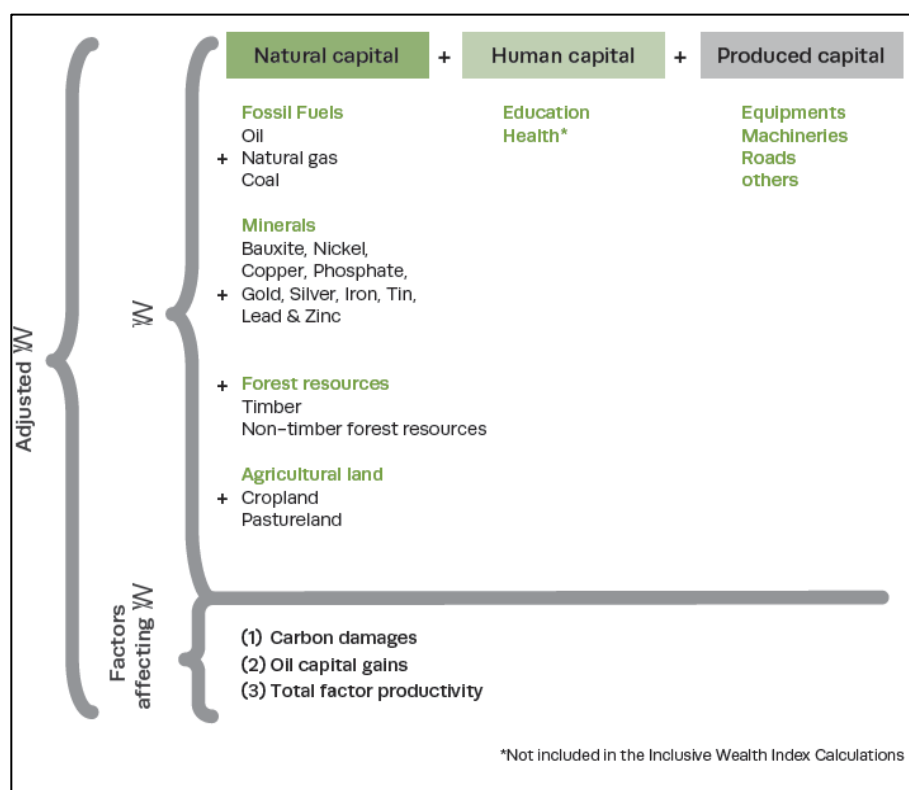 Natural capital + Human capital + Produced capital
Fossil Fuels
Oil
+ Natural gas
Coal
Education
Health*
Equipments
Machineries
Roads
others
Minerals
Bauxite, Nickel,
Copper, Phosphate,
+ Gold, Silver, Iron, Tin,
Lead & Zinc
+ Forest resources
Timber
Non-timber forest resources
Agricultural land
+ Cropland
Pastureland
Adjusted
Factors
affecting
(1) Carbon damages
(2) Oil capital gains
(3) Total factor productivity
*Not included in the Inclusive Wealth Index Calculations